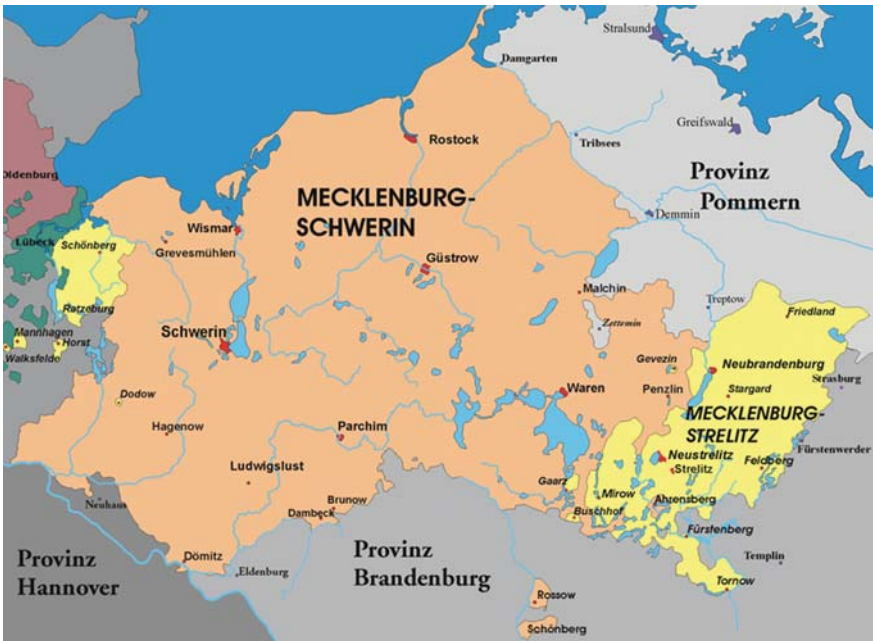 Stralsund
Damgarten
Greifswald
Rostock
Tribsees
Provinz
Pommern
Oldenburg
MECKLENBURG-
SCHWERIN
Demmin
Wismar
Lübeck
Schönberg
Grevesmühlen
Güstrow
Malchin
Treptow
Friedland
Ratzeburg
Zettemin
Schwerin
Mannhagen
Horst
Walksfelde
Gevezin
Neubrandenburg
Strasburg
Dodow
Waren
Penzlin
Stargard
MECKLENBURG-
STRELITZ
Hagenow
Parchim
Fürstenwerder
Neustrelitz
Feldberg
Ludwigslust
Strelitz
Gaarz
Mirow
Neuhaus
Brunow
Ahrensberg
Dambeck
Buschhof
Fürstenberg
Provinz
Hannover
Dömitz
Provinz
Brandenburg
Eldenburg
Templin
Tornow
Rossow
Schönberg